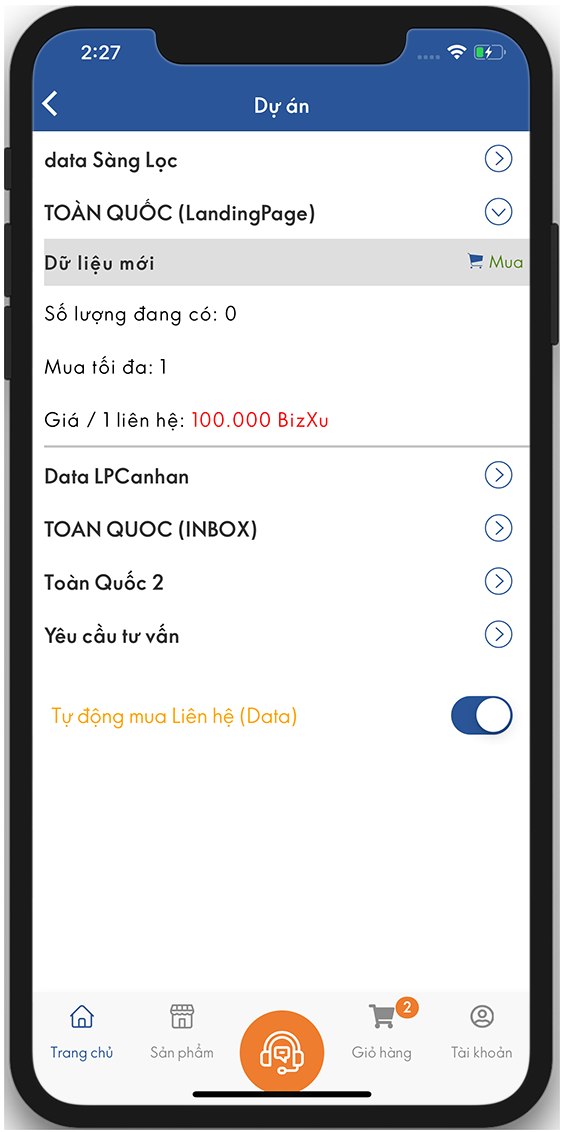 2:27
Dự án
data Sàng Lọc
TOÀN QUỐC (LandingPage)
Dữ liệu mới
Mua
Số lượng đang có: 0
Mua tối đa: 1
Giá / 1 liên hệ: 100.000 BizXu
Data LPCanhan
TOAN QUOC (INBOX)
Toàn Quốc 2
Yêu cầu tư vấn
Tự động mua Liên hệ (Data)
2
Trang chủ
Sản phẩm
Giỏ hàng
Tài khoản